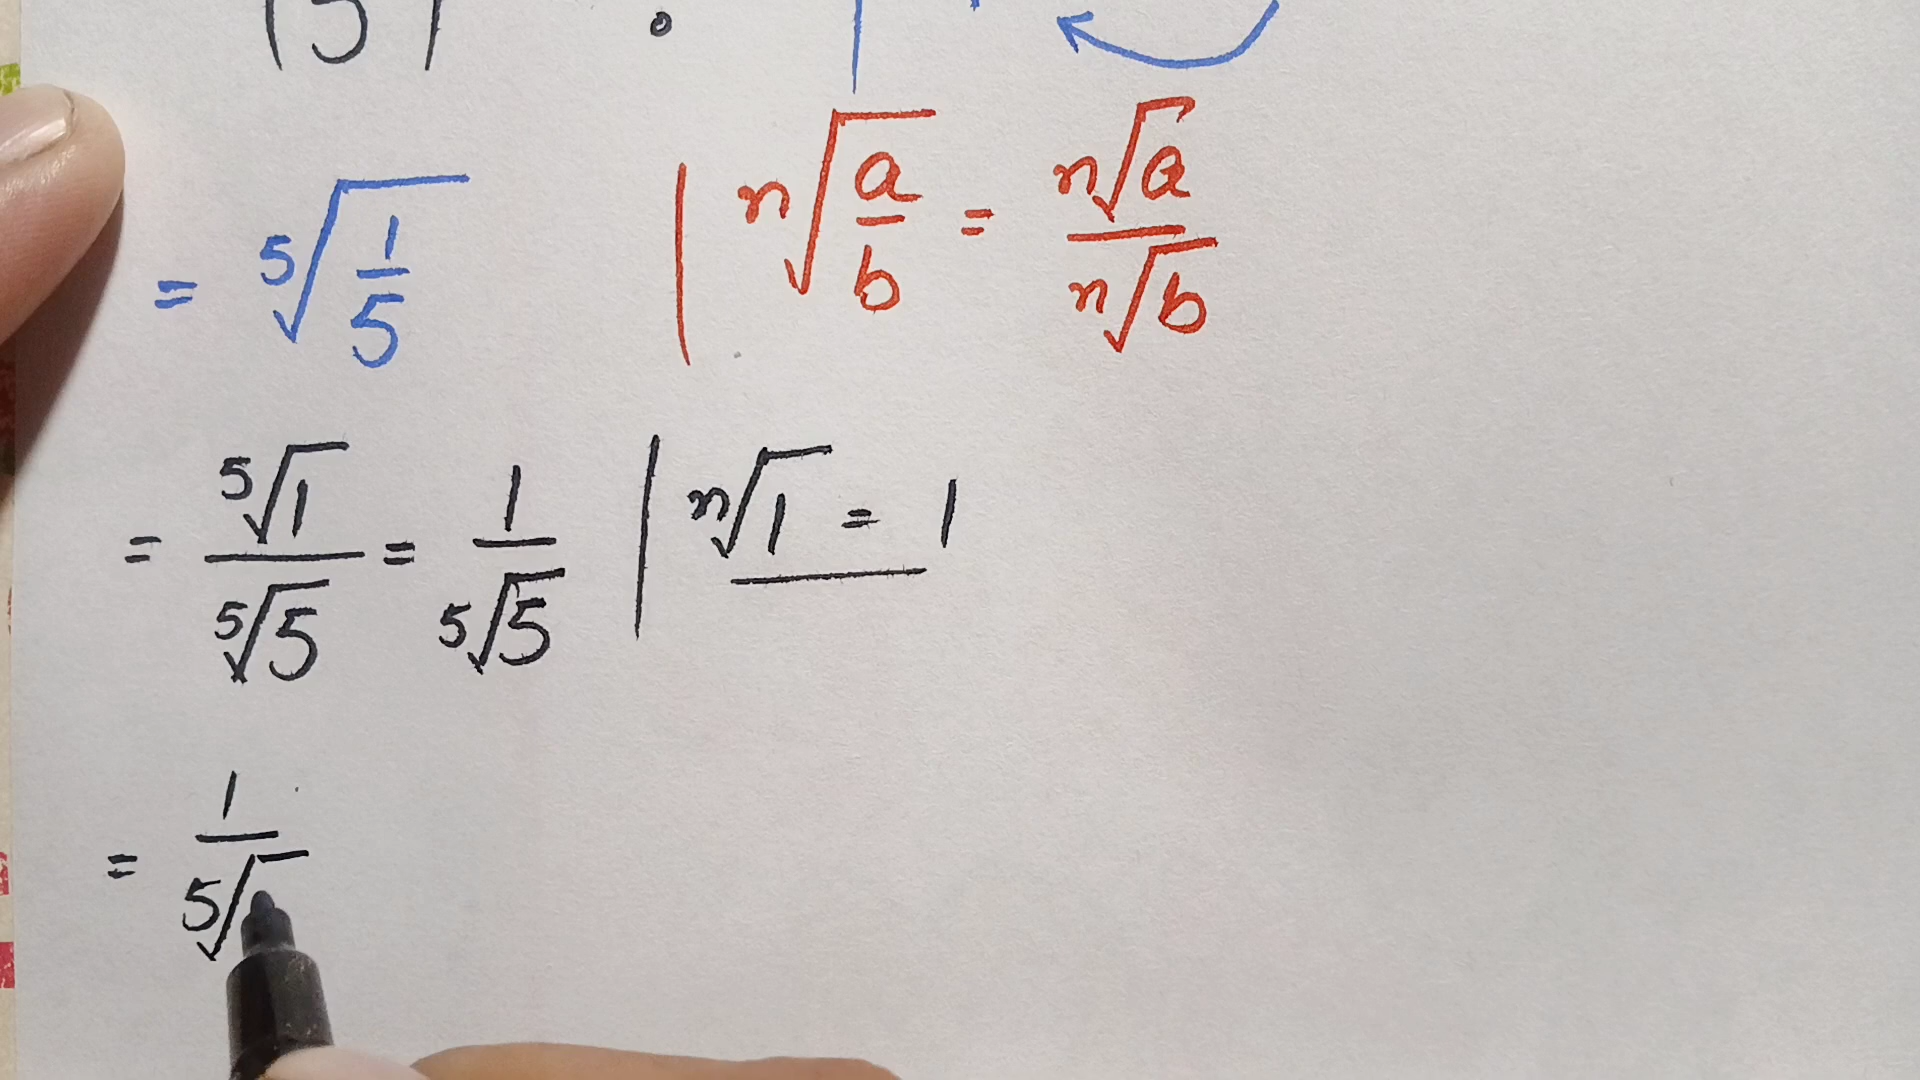 = ⁵√(1/5) | ⁿ√(a/b) = ⁿ√a / ⁿ√b
= ⁵√1 / ⁵√5 = 1 / ⁵√5 | ⁿ√1 = 1
= 1 / ⁵√